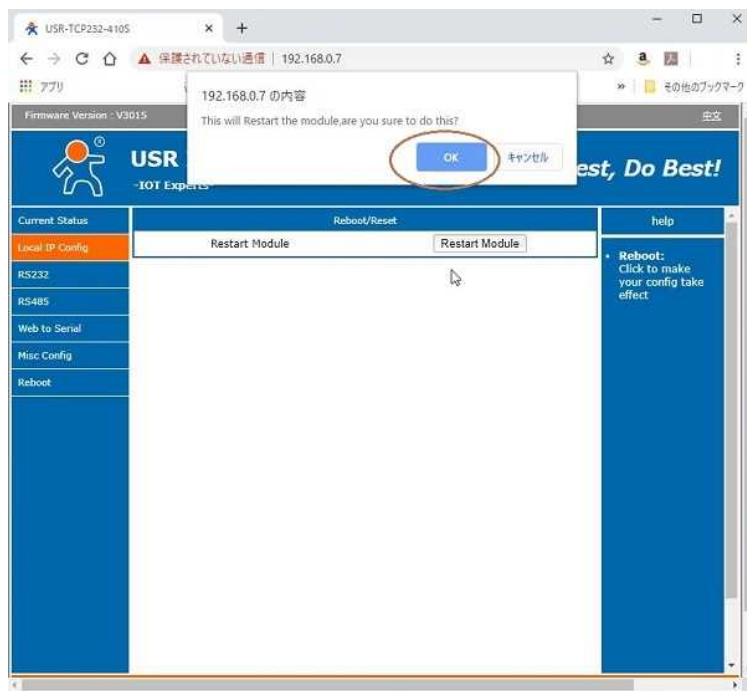 USR-TCP232-410S
保護されていない通信 | 192.168.0.7
アプリ
その他のブックマーク
192.168.0.7 の内容
This will Restart the module,are you sure to do this?
OK
キャンセル
Firmware Version : V3015
中文
USR
-IOT Experts-
est, Do Best!
Current Status
Local IP Config
RS232
RS485
Web to Serial
Misc Config
Reboot
Reboot/Reset
Restart Module
Restart Module
help
Reboot:
Click to make
your config take
effect